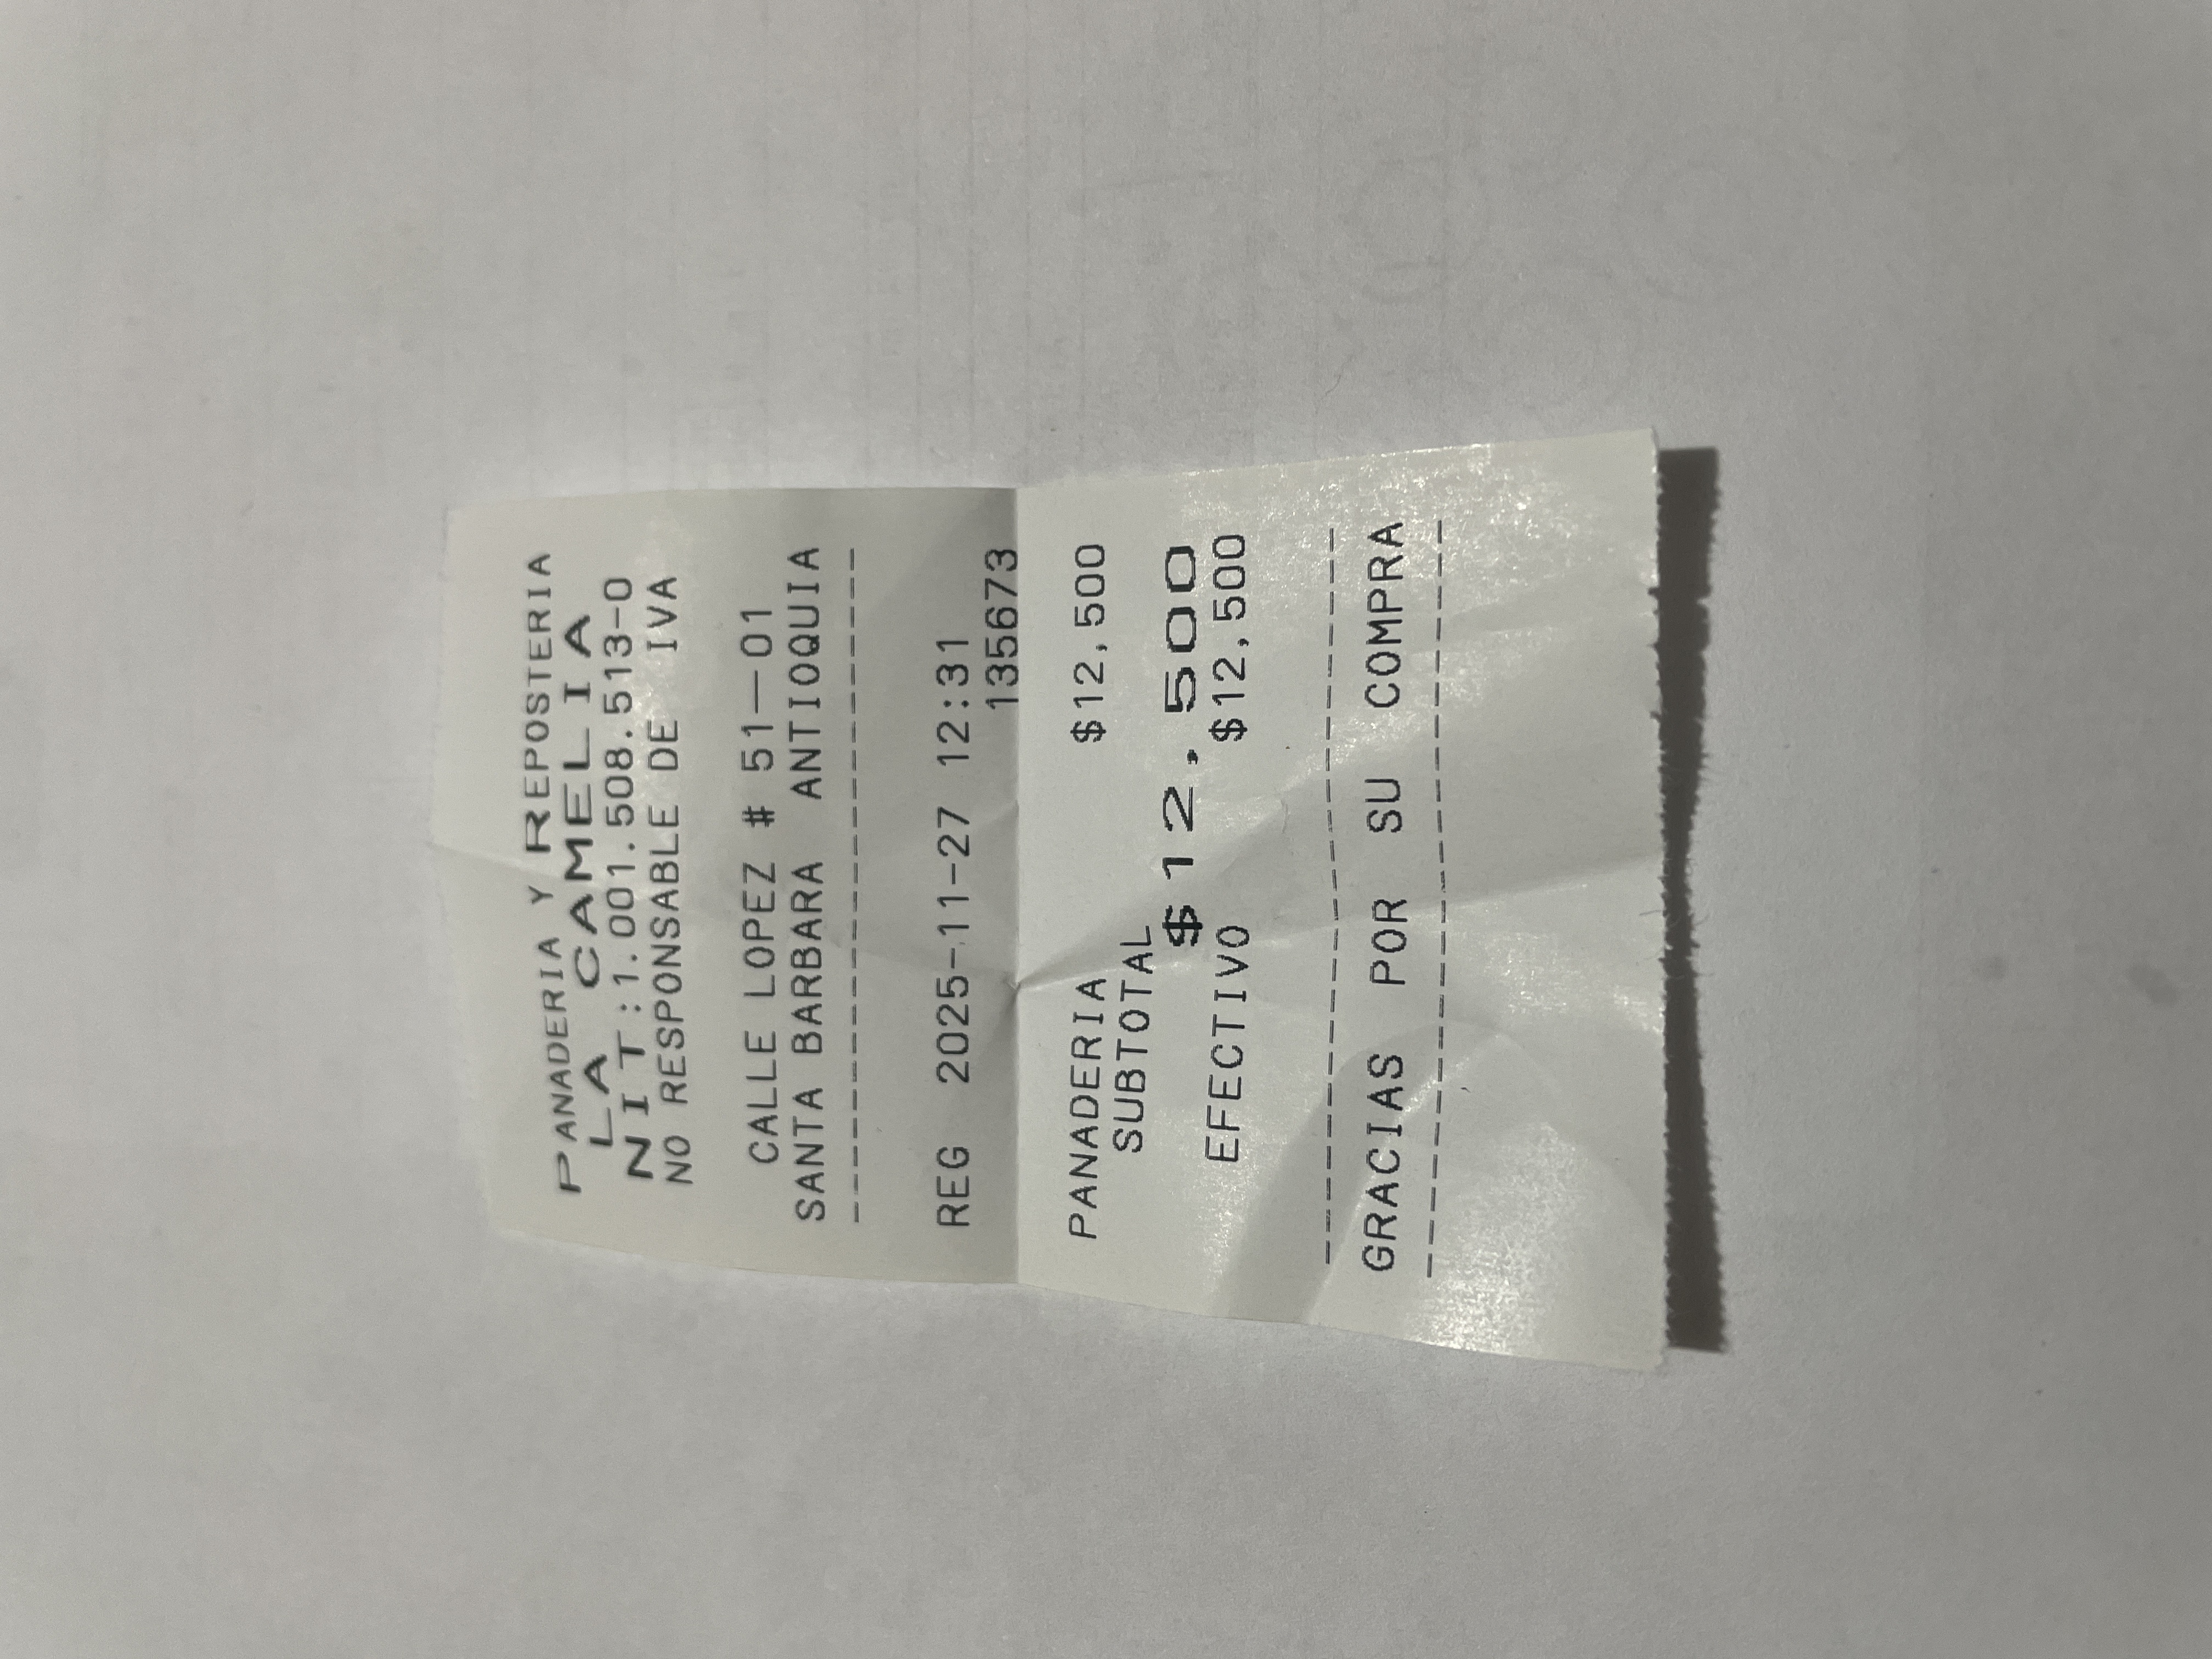 PANADERIA Y REPOSTERIA
LA CAMELIA
NIT:1.001.508.513-0
NO RESPONSABLE DE IVA
CALLE LOPEZ # 51—01
SANTA BARBARA ANTIOQUIA
--------------------------------
REG 2025-11-27 12:31
135673
PANADERIA $12,500
SUBTOTAL
$12,500
EFECTIVO $12,500
--------------------------------
GRACIAS POR SU COMPRA
--------------------------------